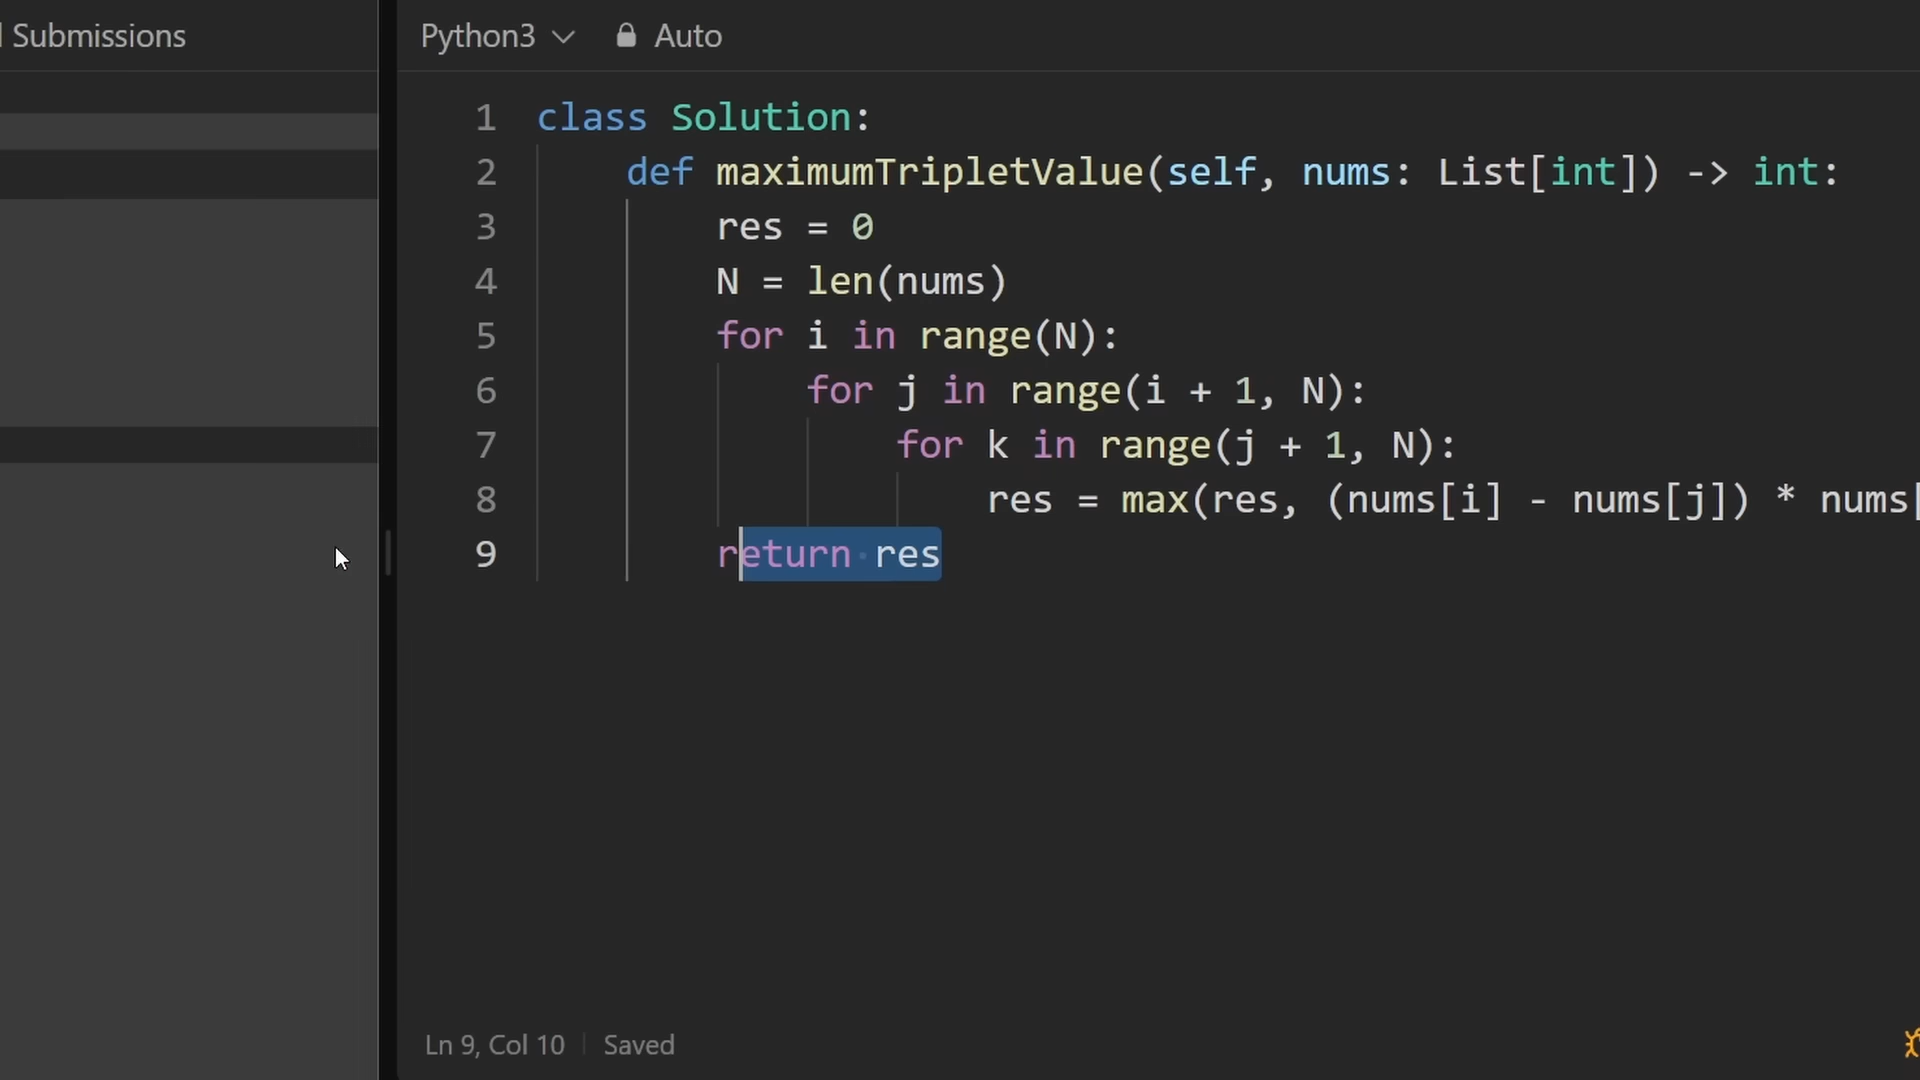 Submissions
Python3 Auto
1 class Solution:
2 def maximumTripletValue(self, nums: List[int]) -> int:
3 res = 0
4 N = len(nums)
5 for i in range(N):
6 for j in range(i + 1, N):
7 for k in range(j + 1, N):
8 res = max(res, (nums[i] - nums[j]) * nums[
9 return res
Ln 9, Col 10 Saved